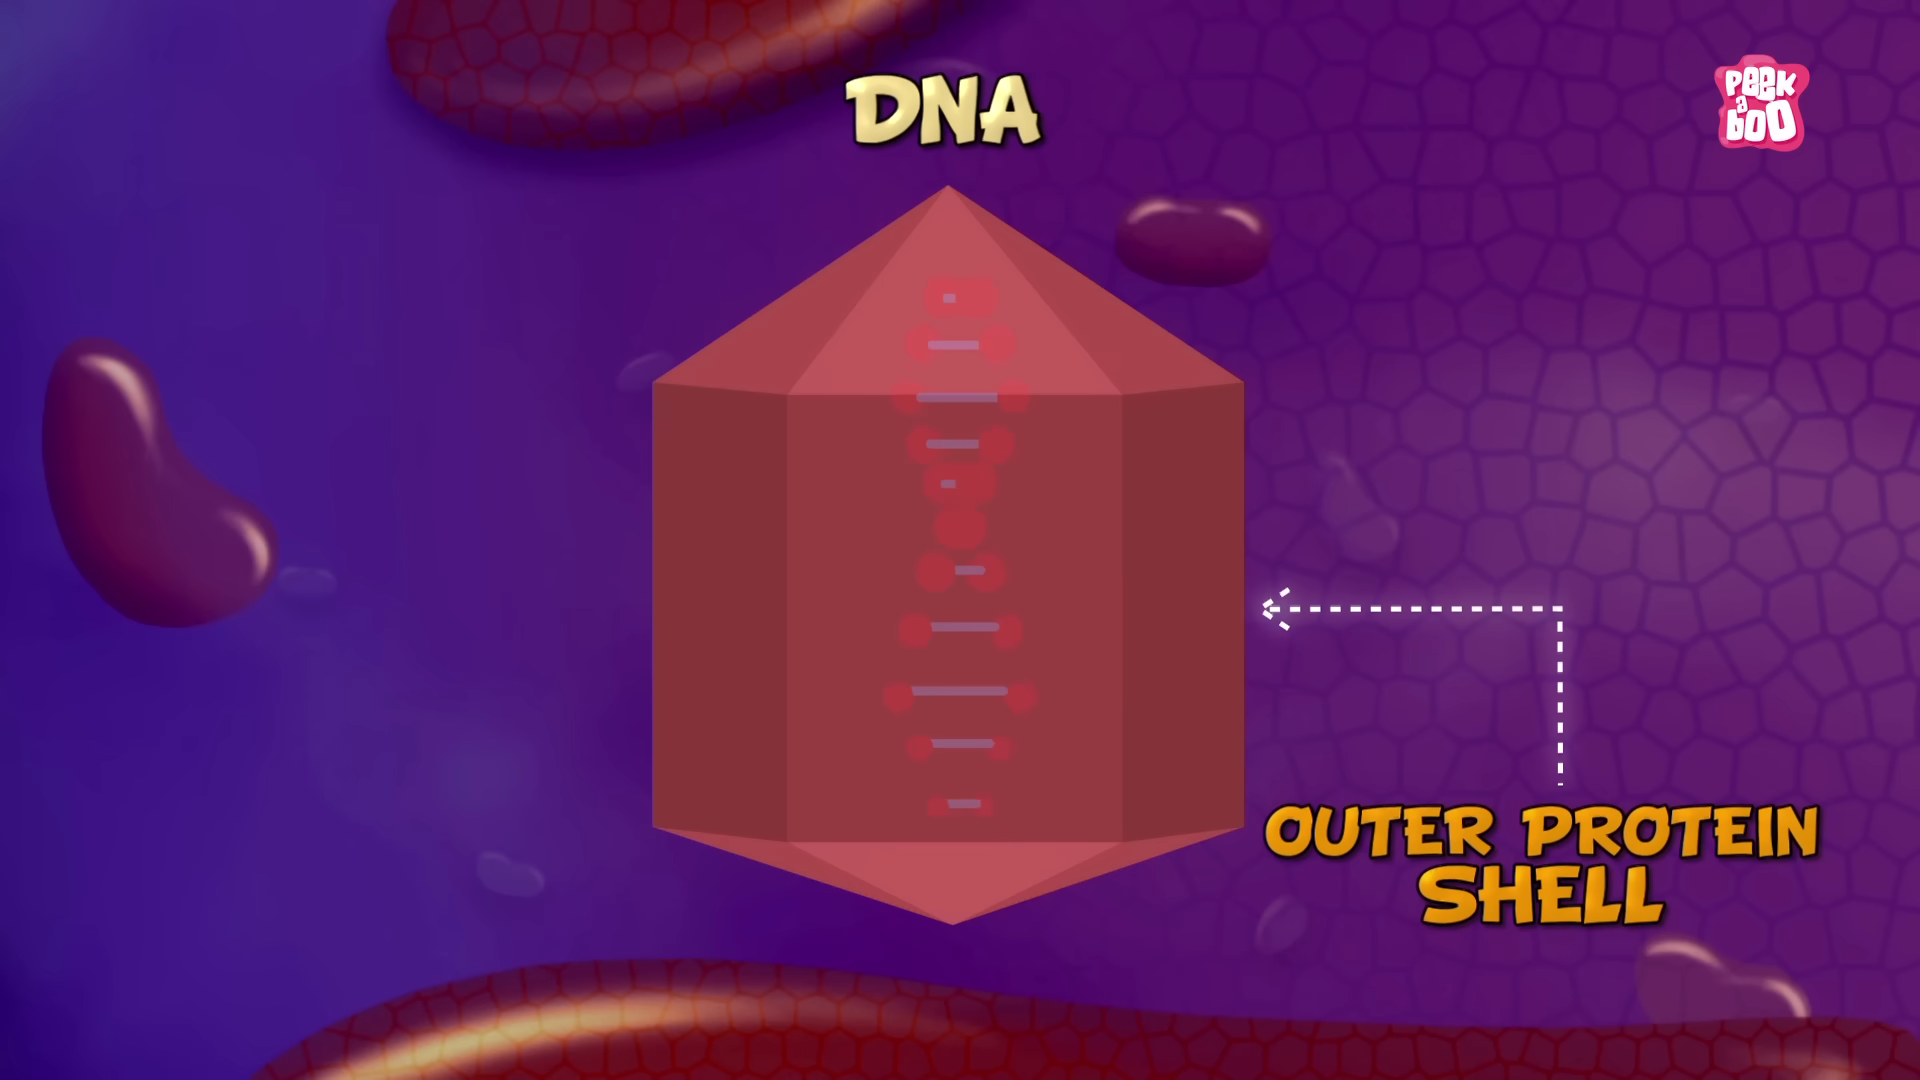 DNA
PEEK
a
bOO
OUTER PROTEIN
SHELL